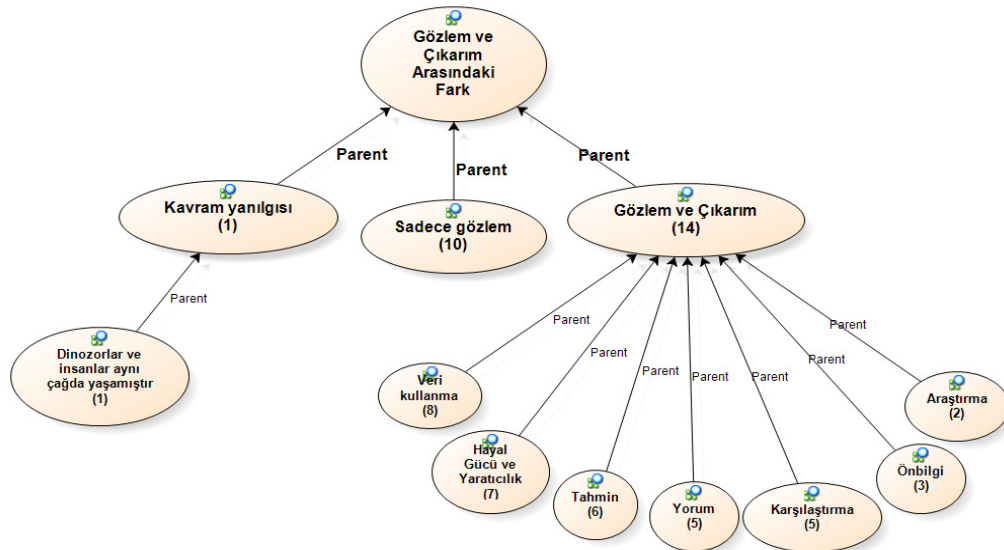 Gözlem ve
Çıkarım
Arasındaki
Fark
Parent
Parent
Parent
Kavram yanılgısı
(1)
Sadece gözlem
(10)
Gözlem ve Çıkarım
(14)
Parent
Dinozorlar ve
insanlar aynı
çağda yaşamıştır
(1)
Parent
Parent
Parent
Parent
Parent
Parent
Parent
Veri
kullanma
(8)
Hayal
Gücü ve
Yaratıcılık
(7)
Tahmin
(6)
Yorum
(5)
Karşılaştırma
(5)
Önbilgi
(3)
Araştırma
(2)